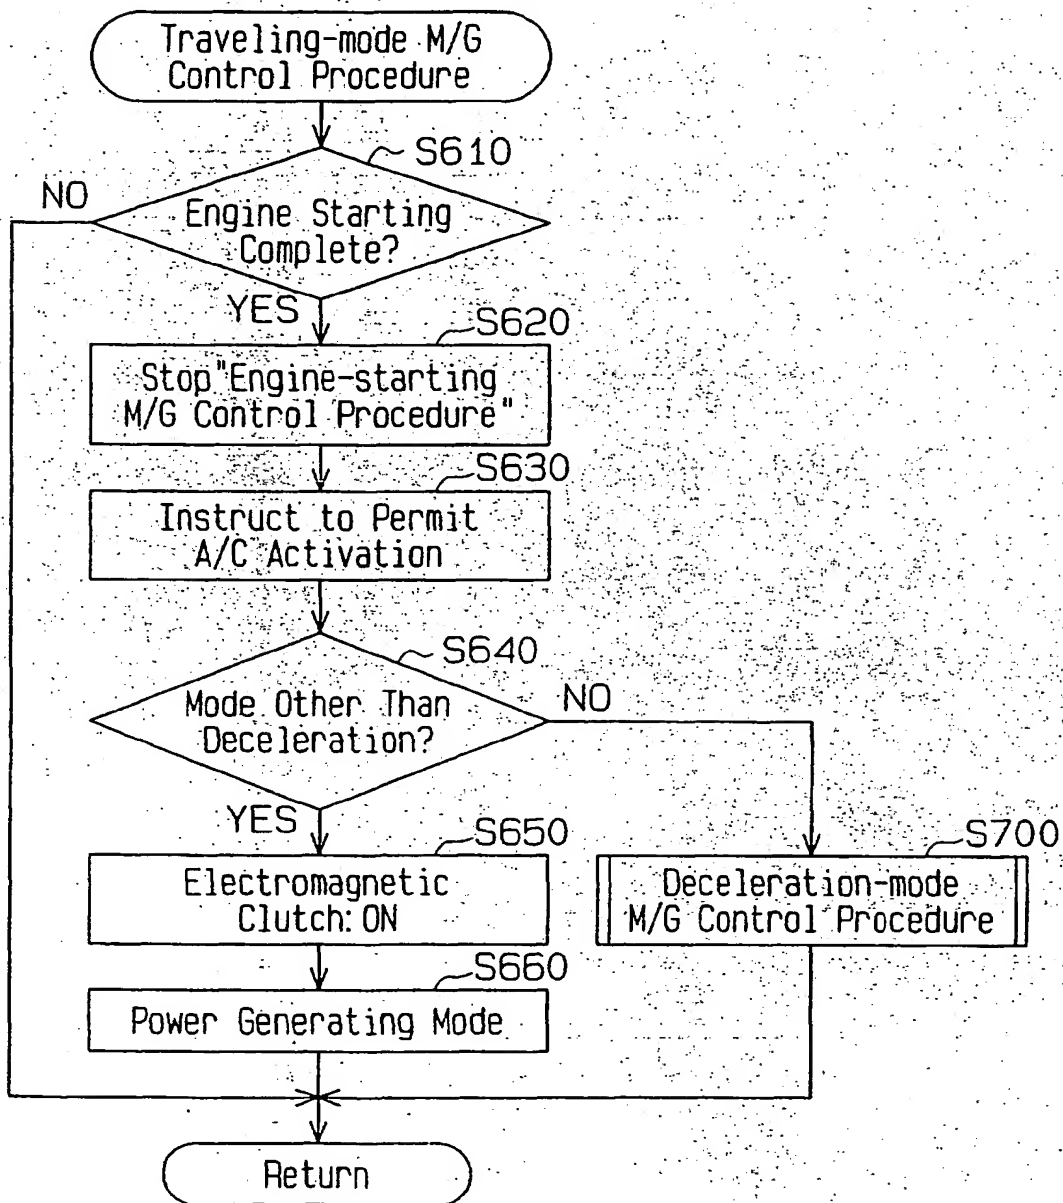 Traveling-mode M/G
Control Procedure
S610
NO
Engine Starting
Complete?
YES
S620
Stop"Engine-starting
M/G Control Procedure"
S630
Instruct to Permit
A/C Activation
S640
Mode Other Than
Deceleration?
NO
YES
S650
Electromagnetic
Clutch: ON
S700
Deceleration-mode
M/G Control Procedure
S660
Power Generating Mode
Return